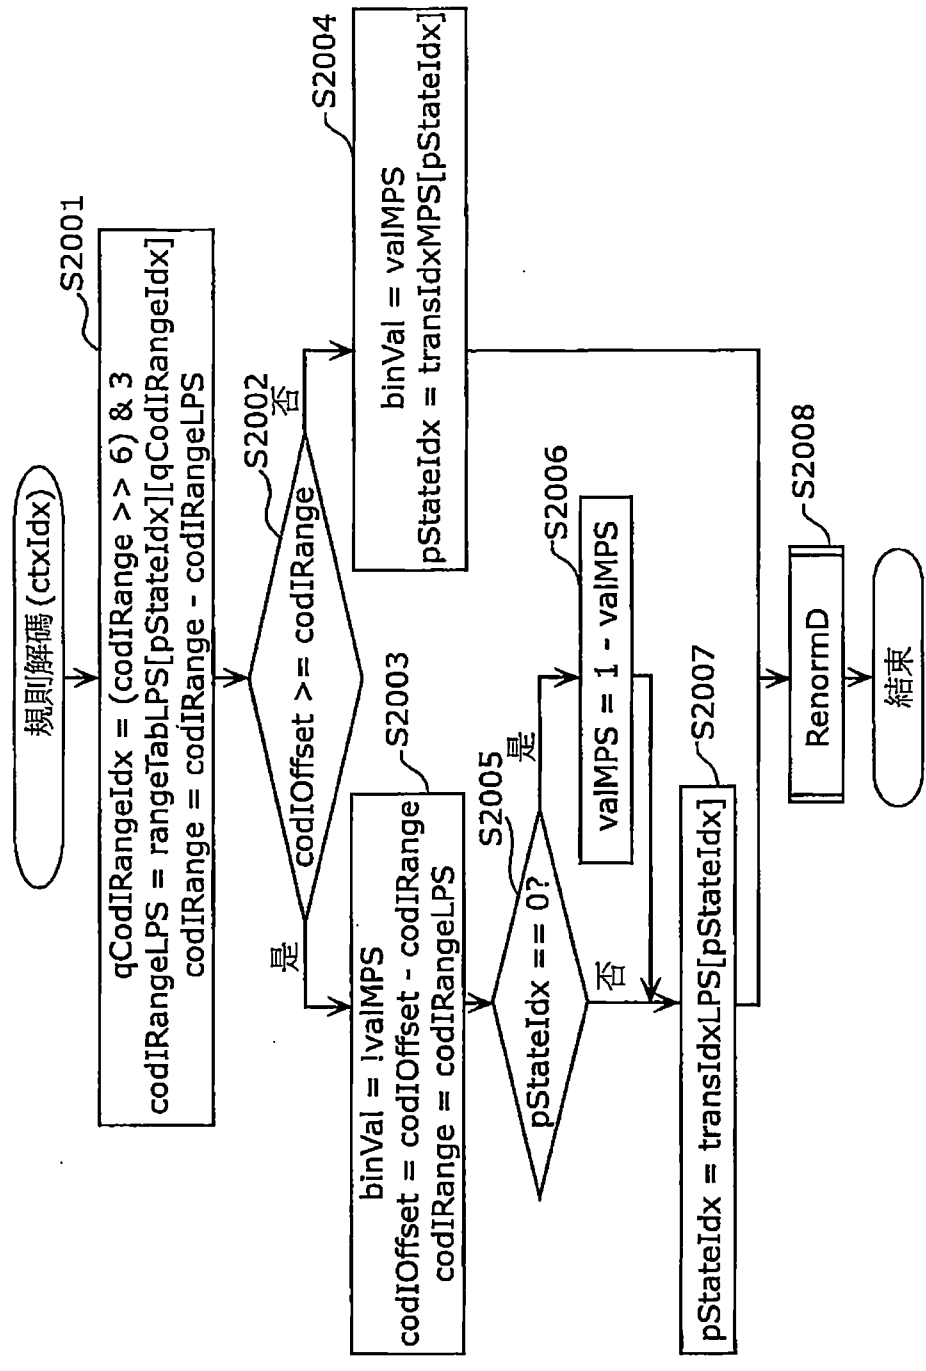 規則解碼(ctxIdx)
S2001
qCodIRangeIdx = (codIRange >> 6) & 3
codIRangeLPS = rangeTabLPS[pStateIdx][qCodIRangeIdx]
codIRange = codIRange - codIRangeLPS
S2002
codIOffset >= codIRange
是
否
S2003
binVal = !valMPS
codIOffset = codIOffset - codIRange
codIRange = codIRangeLPS
S2004
binVal = valMPS
pStateIdx = transIdxMPS[pStateIdx]
S2005
pStateIdx == 0?
是
否
S2006
valMPS = 1 - valMPS
S2007
pStateIdx = transIdxLPS[pStateIdx]
S2008
RenormD
結束